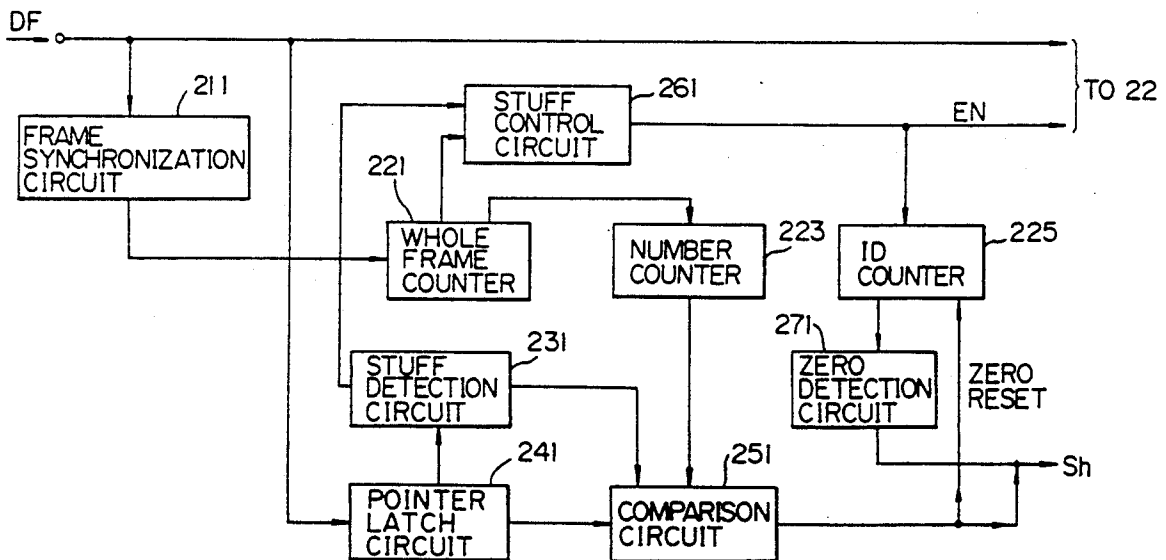 DF
211
FRAME
SYNCHRONIZATION
CIRCUIT
261
STUFF
CONTROL
CIRCUIT
EN
TO 22
221
WHOLE
FRAME
COUNTER
NUMBER
COUNTER
223
ID
COUNTER
225
231
STUFF
DETECTION
CIRCUIT
271
ZERO
DETECTION
CIRCUIT
ZERO
RESET
241
POINTER
LATCH
CIRCUIT
251
COMPARISON
CIRCUIT
Sh